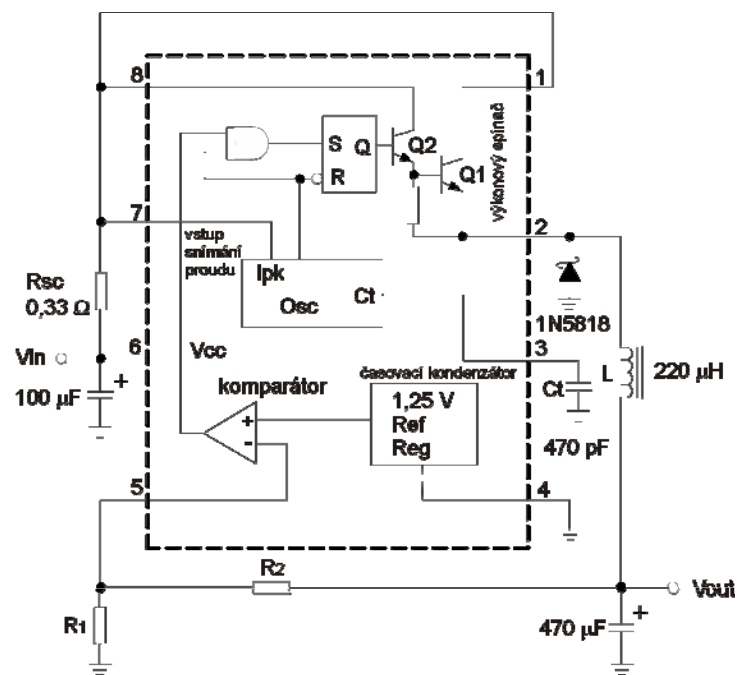 8
1
S
Q
Q2
R
Q1
výkonový spínač
7
vstup
snímání
proudu
2
Ipk
Osc
Ct
Rsc
0,33 Ω
1N5818
Vin
6
Vcc
3
100 μF
+
komparátor
časovací kondenzátor
Ct
L
220 μH
1,25 V
Ref
Reg
+
-
470 pF
5
4
R2
Vout
R1
470 μF
+